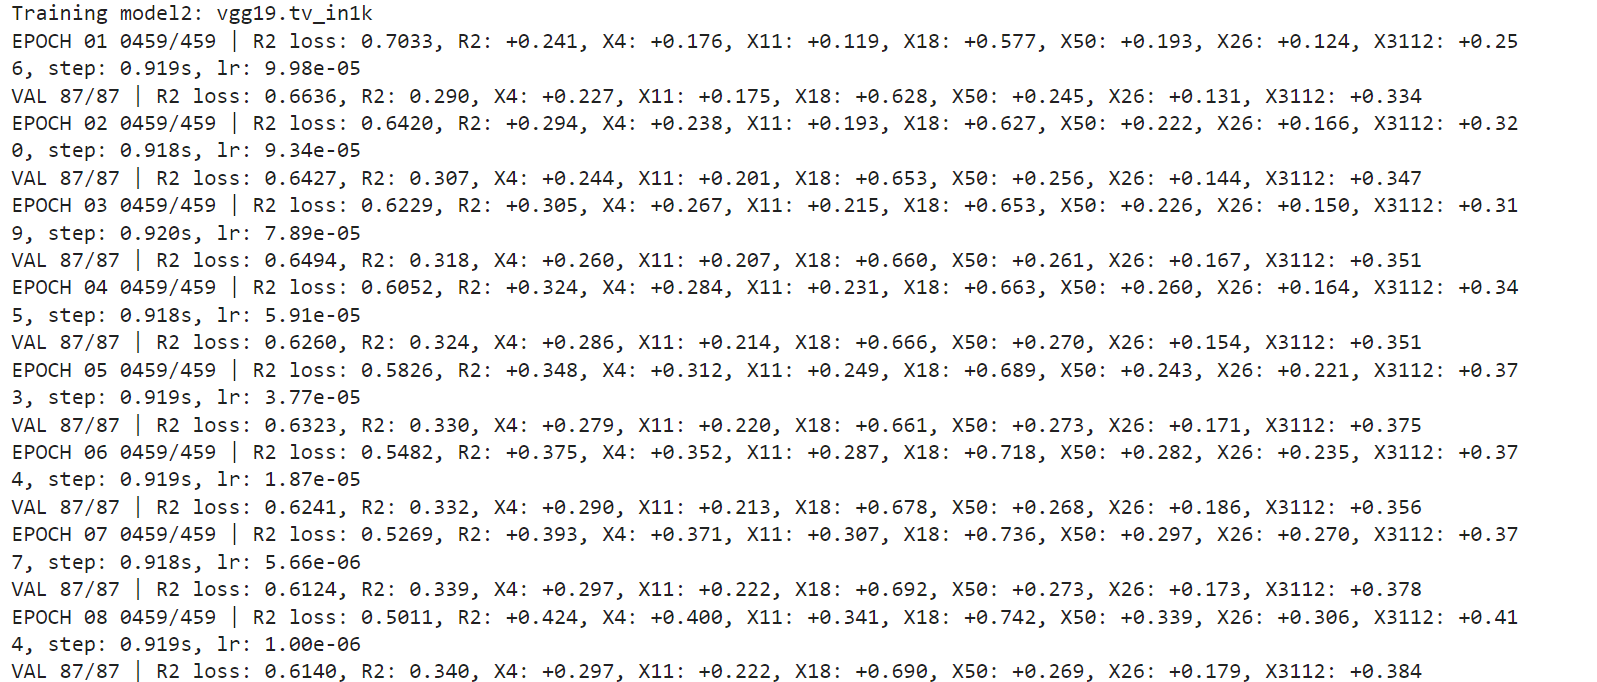 Training model2: vgg19.tv_in1k
EPOCH 01 0459/459 | R2 loss: 0.7033, R2: +0.241, X4: +0.176, X11: +0.119, X18: +0.577, X50: +0.193, X26: +0.124, X3112: +0.25
6, step: 0.919s, lr: 9.98e-05
VAL 87/87 | R2 loss: 0.6636, R2: 0.290, X4: +0.227, X11: +0.175, X18: +0.628, X50: +0.245, X26: +0.131, X3112: +0.334
EPOCH 02 0459/459 | R2 loss: 0.6420, R2: +0.294, X4: +0.238, X11: +0.193, X18: +0.627, X50: +0.222, X26: +0.166, X3112: +0.32
0, step: 0.918s, lr: 9.34e-05
VAL 87/87 | R2 loss: 0.6427, R2: 0.307, X4: +0.244, X11: +0.201, X18: +0.653, X50: +0.256, X26: +0.144, X3112: +0.347
EPOCH 03 0459/459 | R2 loss: 0.6229, R2: +0.305, X4: +0.267, X11: +0.215, X18: +0.653, X50: +0.226, X26: +0.150, X3112: +0.31
9, step: 0.920s, lr: 7.89e-05
VAL 87/87 | R2 loss: 0.6494, R2: 0.318, X4: +0.260, X11: +0.207, X18: +0.660, X50: +0.261, X26: +0.167, X3112: +0.351
EPOCH 04 0459/459 | R2 loss: 0.6052, R2: +0.324, X4: +0.284, X11: +0.231, X18: +0.663, X50: +0.260, X26: +0.164, X3112: +0.34
5, step: 0.918s, lr: 5.91e-05
VAL 87/87 | R2 loss: 0.6260, R2: 0.324, X4: +0.286, X11: +0.214, X18: +0.666, X50: +0.270, X26: +0.154, X3112: +0.351
EPOCH 05 0459/459 | R2 loss: 0.5826, R2: +0.348, X4: +0.312, X11: +0.249, X18: +0.689, X50: +0.243, X26: +0.221, X3112: +0.37
3, step: 0.919s, lr: 3.77e-05
VAL 87/87 | R2 loss: 0.6323, R2: 0.330, X4: +0.279, X11: +0.220, X18: +0.661, X50: +0.273, X26: +0.171, X3112: +0.375
EPOCH 06 0459/459 | R2 loss: 0.5482, R2: +0.375, X4: +0.352, X11: +0.287, X18: +0.718, X50: +0.282, X26: +0.235, X3112: +0.37
4, step: 0.919s, lr: 1.87e-05
VAL 87/87 | R2 loss: 0.6241, R2: 0.332, X4: +0.290, X11: +0.213, X18: +0.678, X50: +0.268, X26: +0.186, X3112: +0.356
EPOCH 07 0459/459 | R2 loss: 0.5269, R2: +0.393, X4: +0.371, X11: +0.307, X18: +0.736, X50: +0.297, X26: +0.270, X3112: +0.37
7, step: 0.918s, lr: 5.66e-06
VAL 87/87 | R2 loss: 0.6124, R2: 0.339, X4: +0.297, X11: +0.222, X18: +0.692, X50: +0.273, X26: +0.173, X3112: +0.378
EPOCH 08 0459/459 | R2 loss: 0.5011, R2: +0.424, X4: +0.400, X11: +0.341, X18: +0.742, X50: +0.339, X26: +0.306, X3112: +0.41
4, step: 0.919s, lr: 1.00e-06
VAL 87/87 | R2 loss: 0.6140, R2: 0.340, X4: +0.297, X11: +0.222, X18: +0.690, X50: +0.269, X26: +0.179, X3112: +0.384